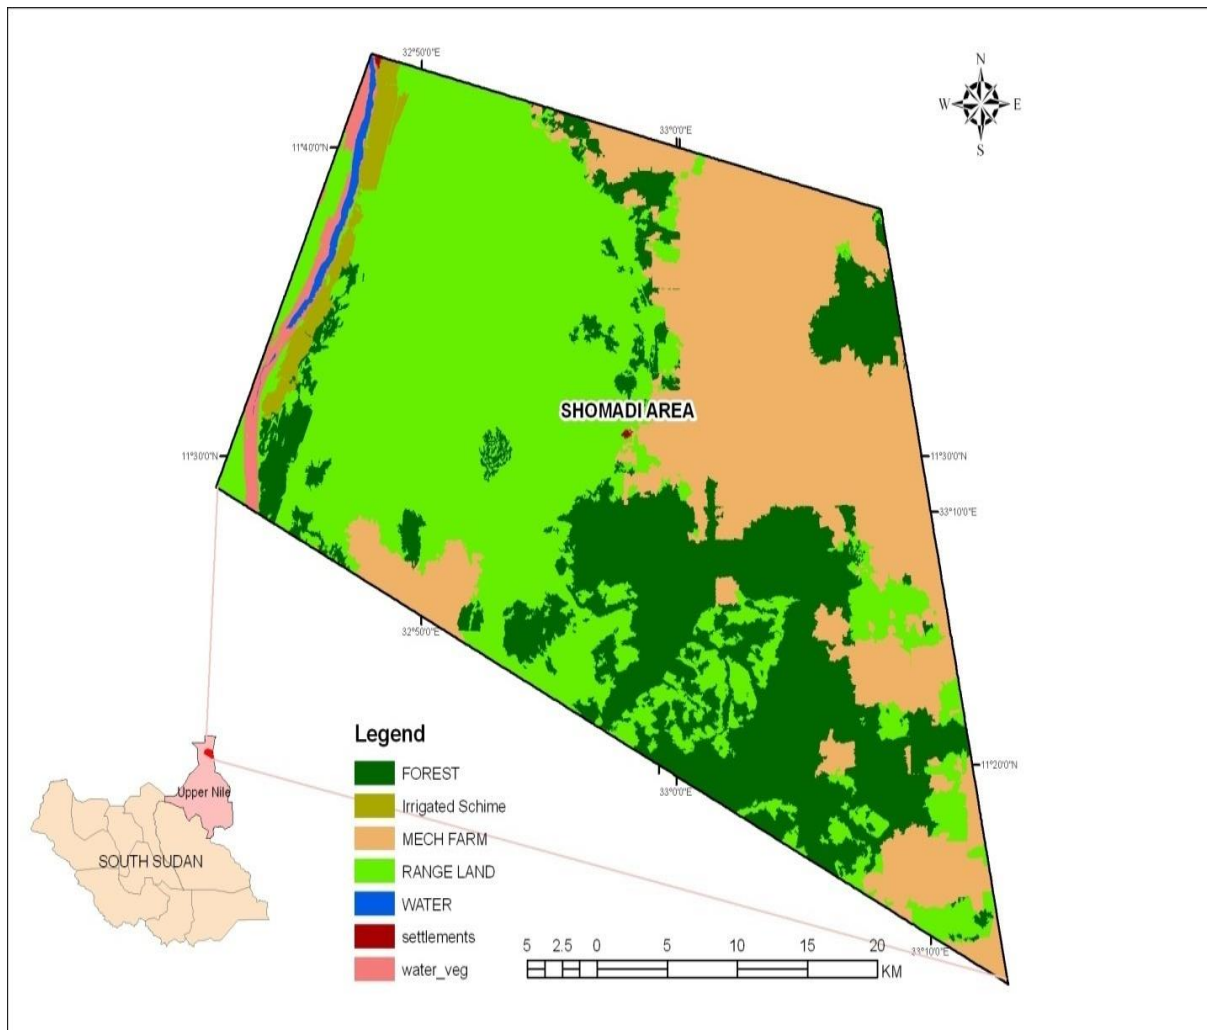 32°50'0"E
N
W E
S
33°0'0"E
11°40'0"N
SHOMADI AREA
11°30'0"N
11°30'0"N
33°10'0"E
32°50'0"E
Legend
FOREST
Irrigated Schime
MECH FARM
RANGE LAND
WATER
settlements
water_veg
11°20'0"N
33°0'0"E
Upper Nile
SOUTH SUDAN
33°10'0"E
5 2.5 0 5 10 15 20
KM